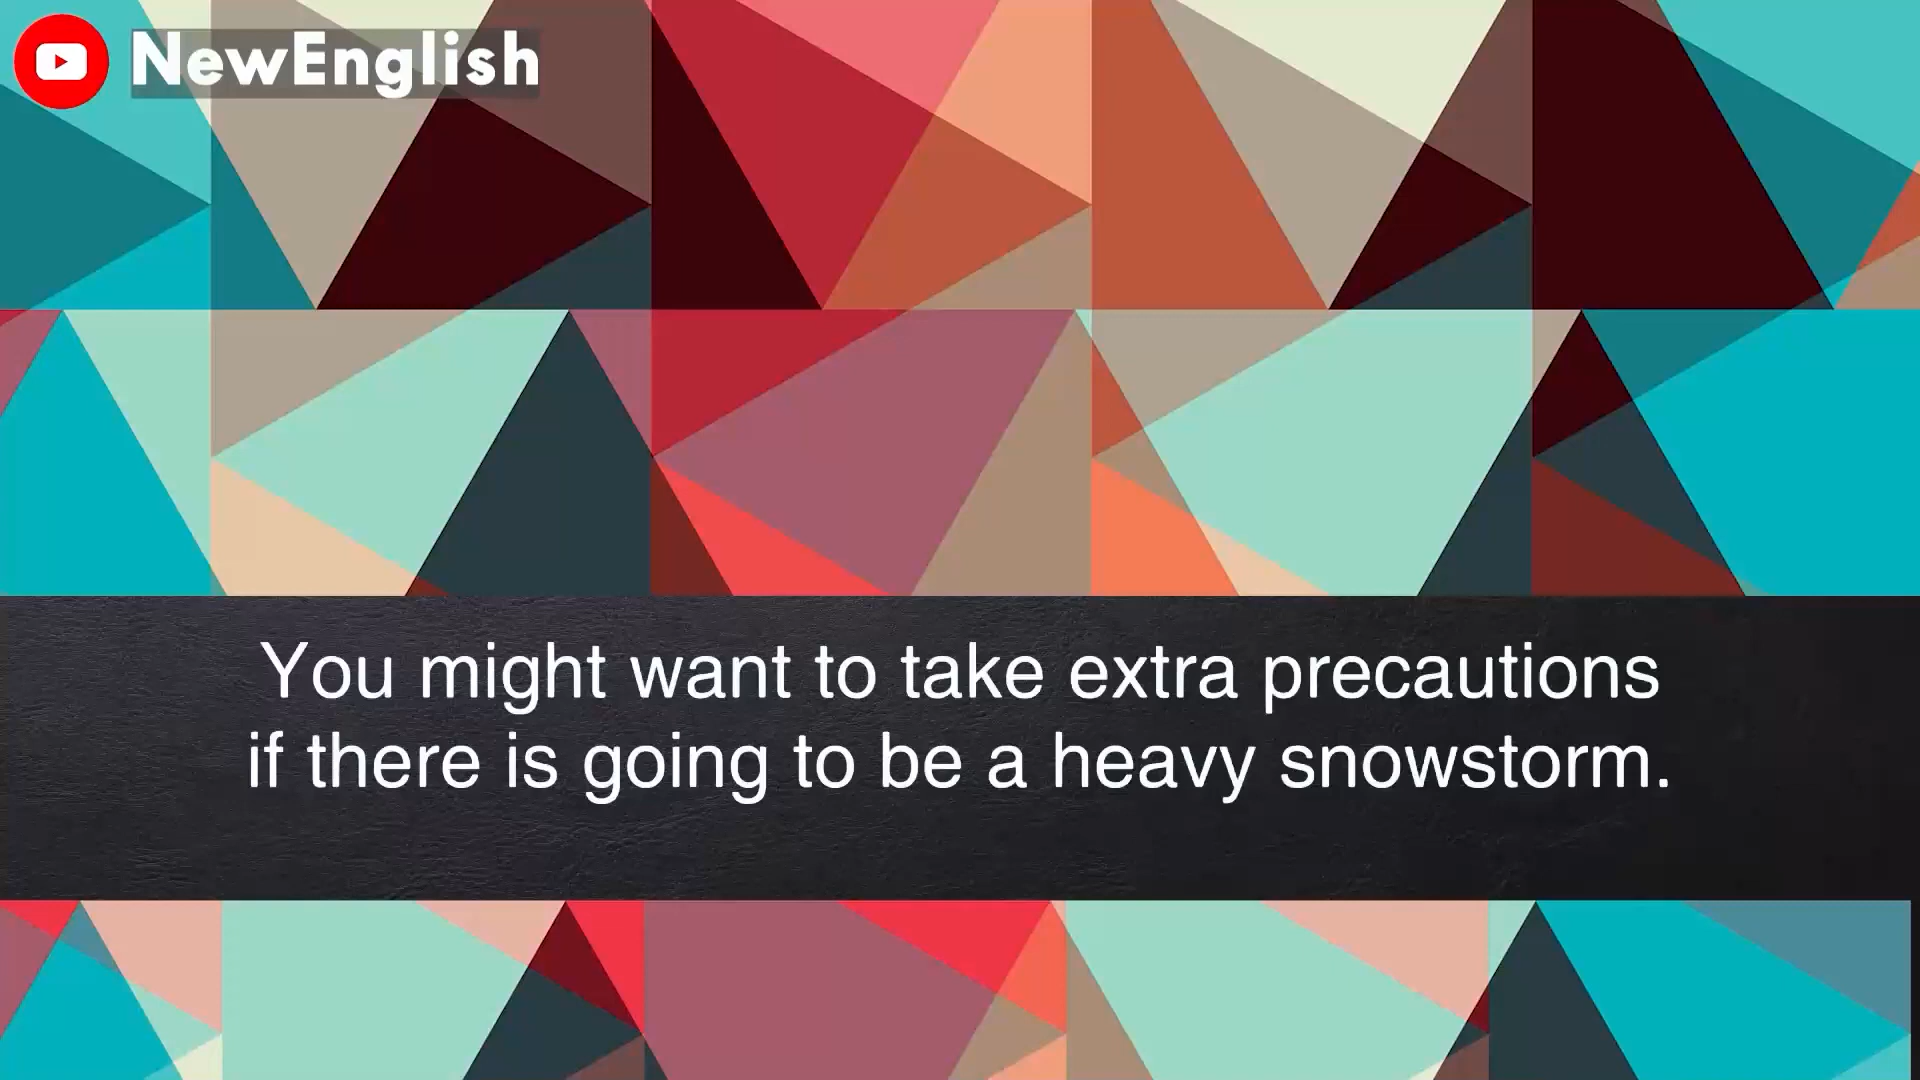 NewEnglish
You might want to take extra precautions
if there is going to be a heavy snowstorm.